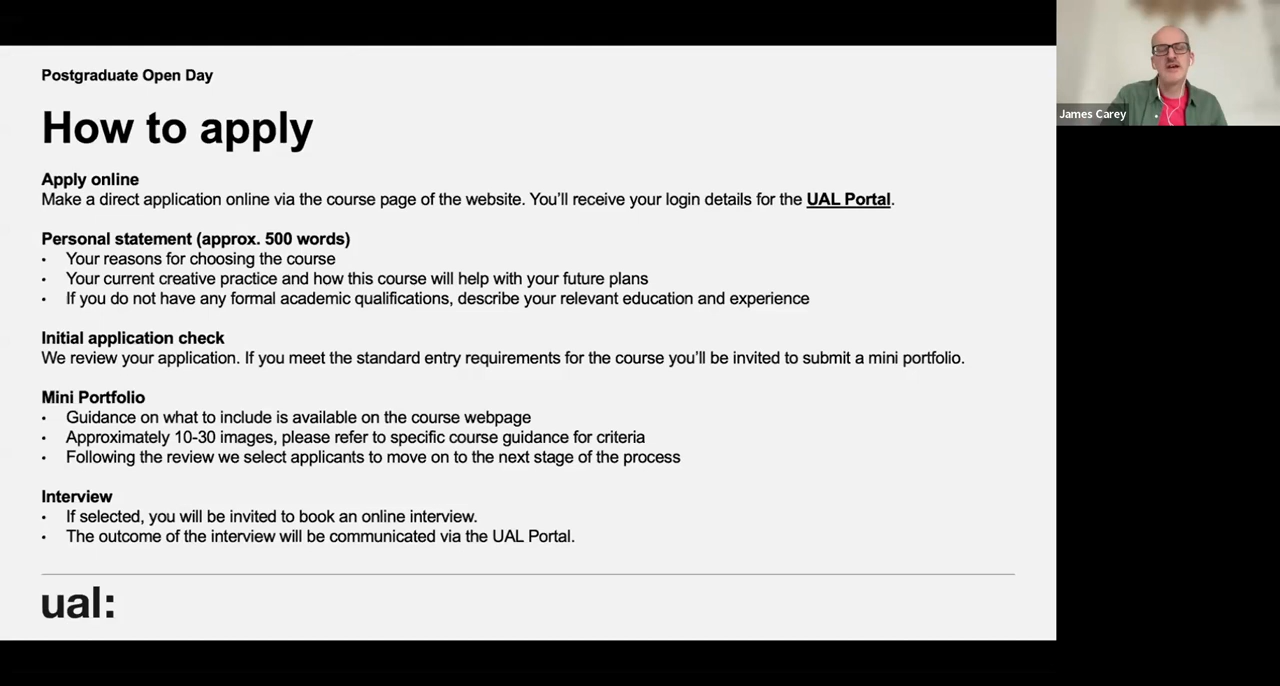 Postgraduate Open Day
How to apply
Apply online
Make a direct application online via the course page of the website. You’ll receive your login details for the UAL Portal.
Personal statement (approx. 500 words)
• Your reasons for choosing the course
• Your current creative practice and how this course will help with your future plans
• If you do not have any formal academic qualifications, describe your relevant education and experience
Initial application check
We review your application. If you meet the standard entry requirements for the course you’ll be invited to submit a mini portfolio.
Mini Portfolio
• Guidance on what to include is available on the course webpage
• Approximately 10-30 images, please refer to specific course guidance for criteria
• Following the review we select applicants to move on to the next stage of the process
Interview
• If selected, you will be invited to book an online interview.
• The outcome of the interview will be communicated via the UAL Portal.
ual:
James Carey